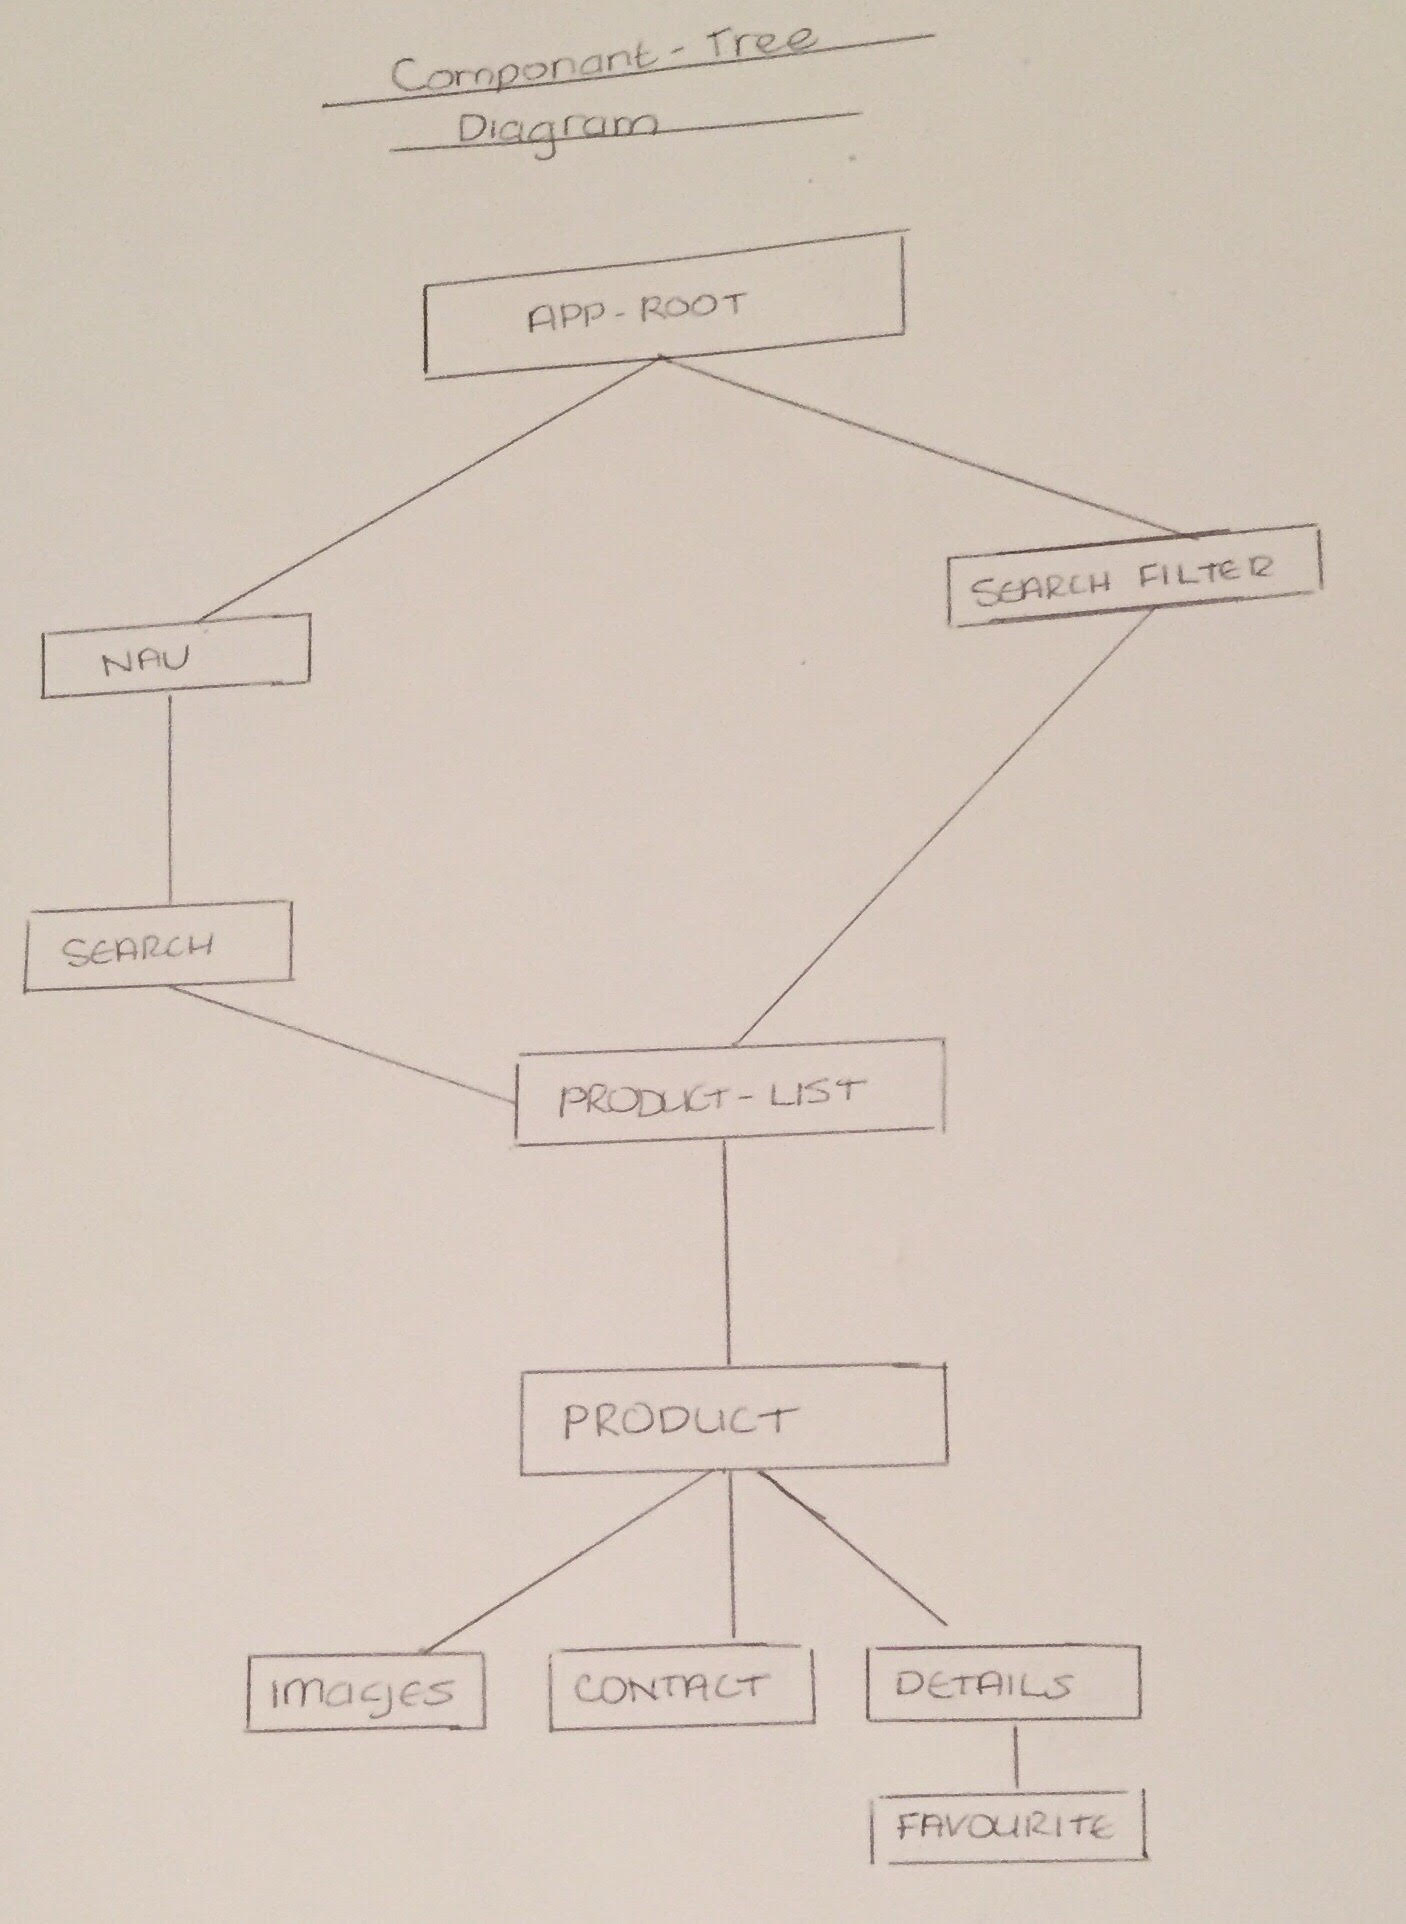 Componant - Tree
Diagram
APP-ROOT
SEARCH FILTER
NAV
SEARCH
PRODUCT-LIST
PRODUCT
IMAGES
CONTACT
DETAILS
FAVOURITE